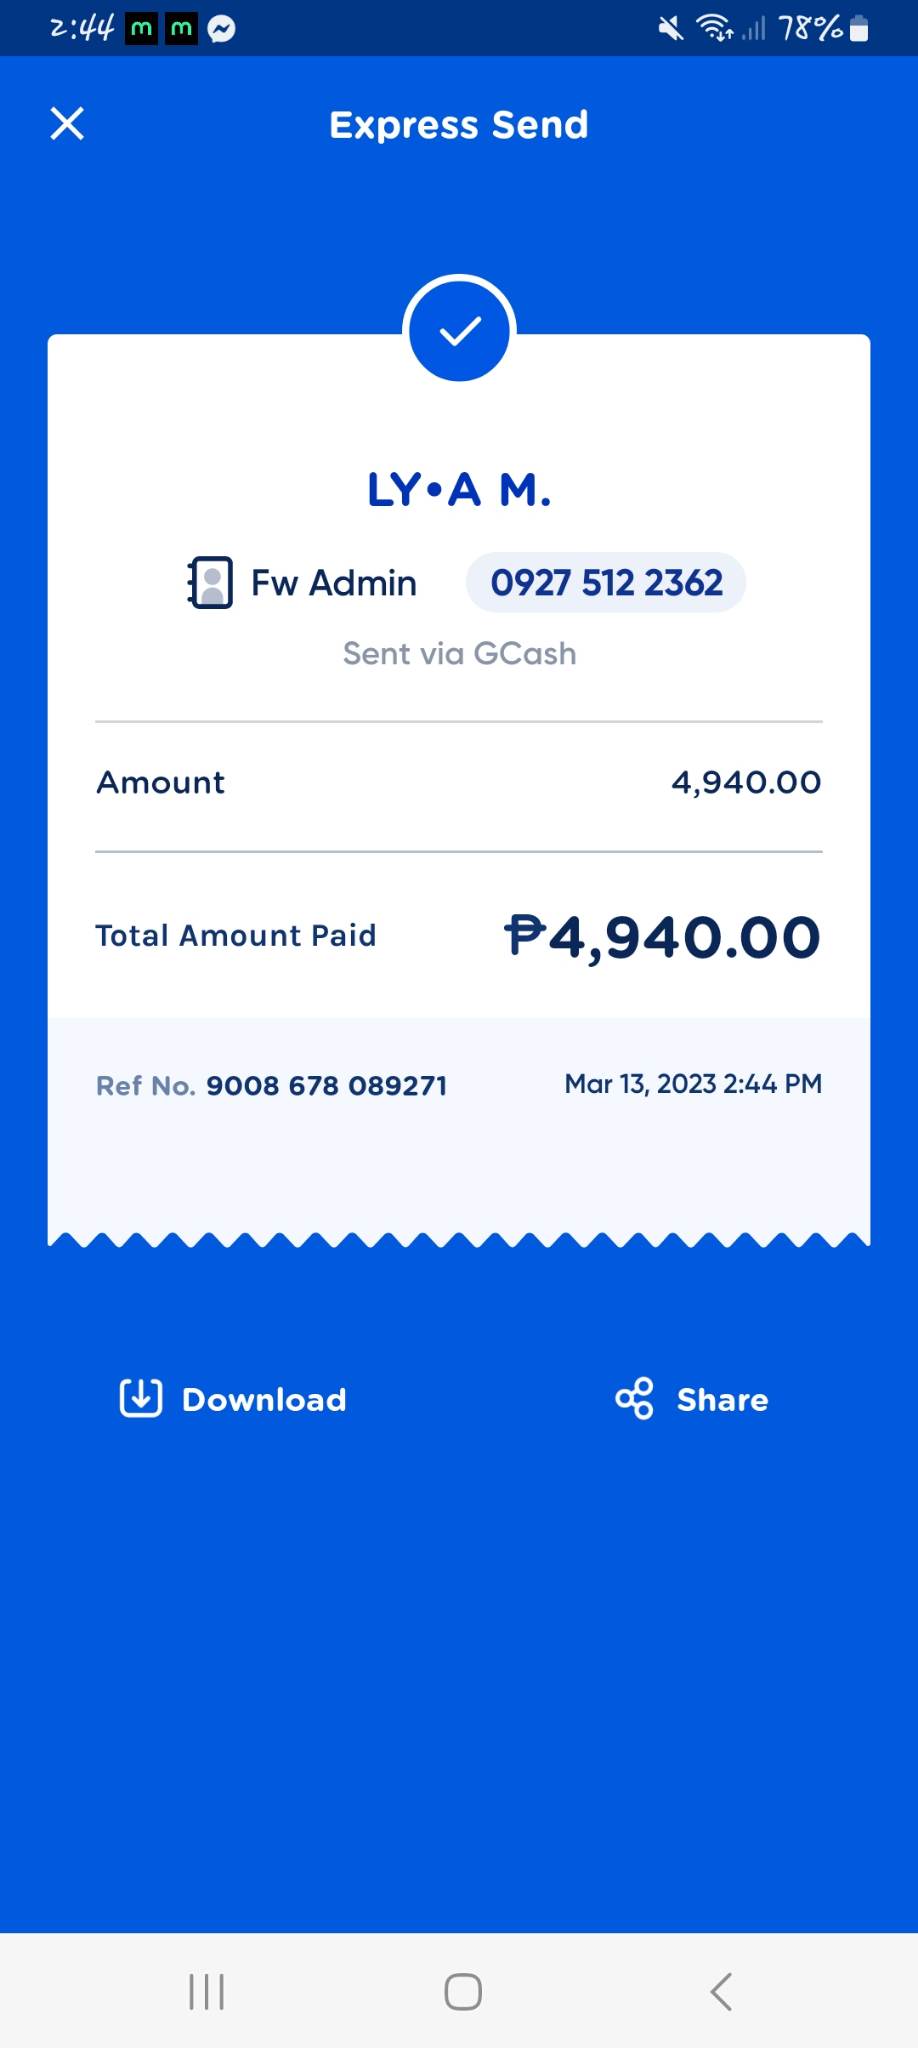 2:44 m m 78%
Express Send
LY•A M.
Fw Admin 0927 512 2362
Sent via GCash
Amount 4,940.00
Total Amount Paid ₱4,940.00
Ref No. 9008 678 089271 Mar 13, 2023 2:44 PM
Download Share